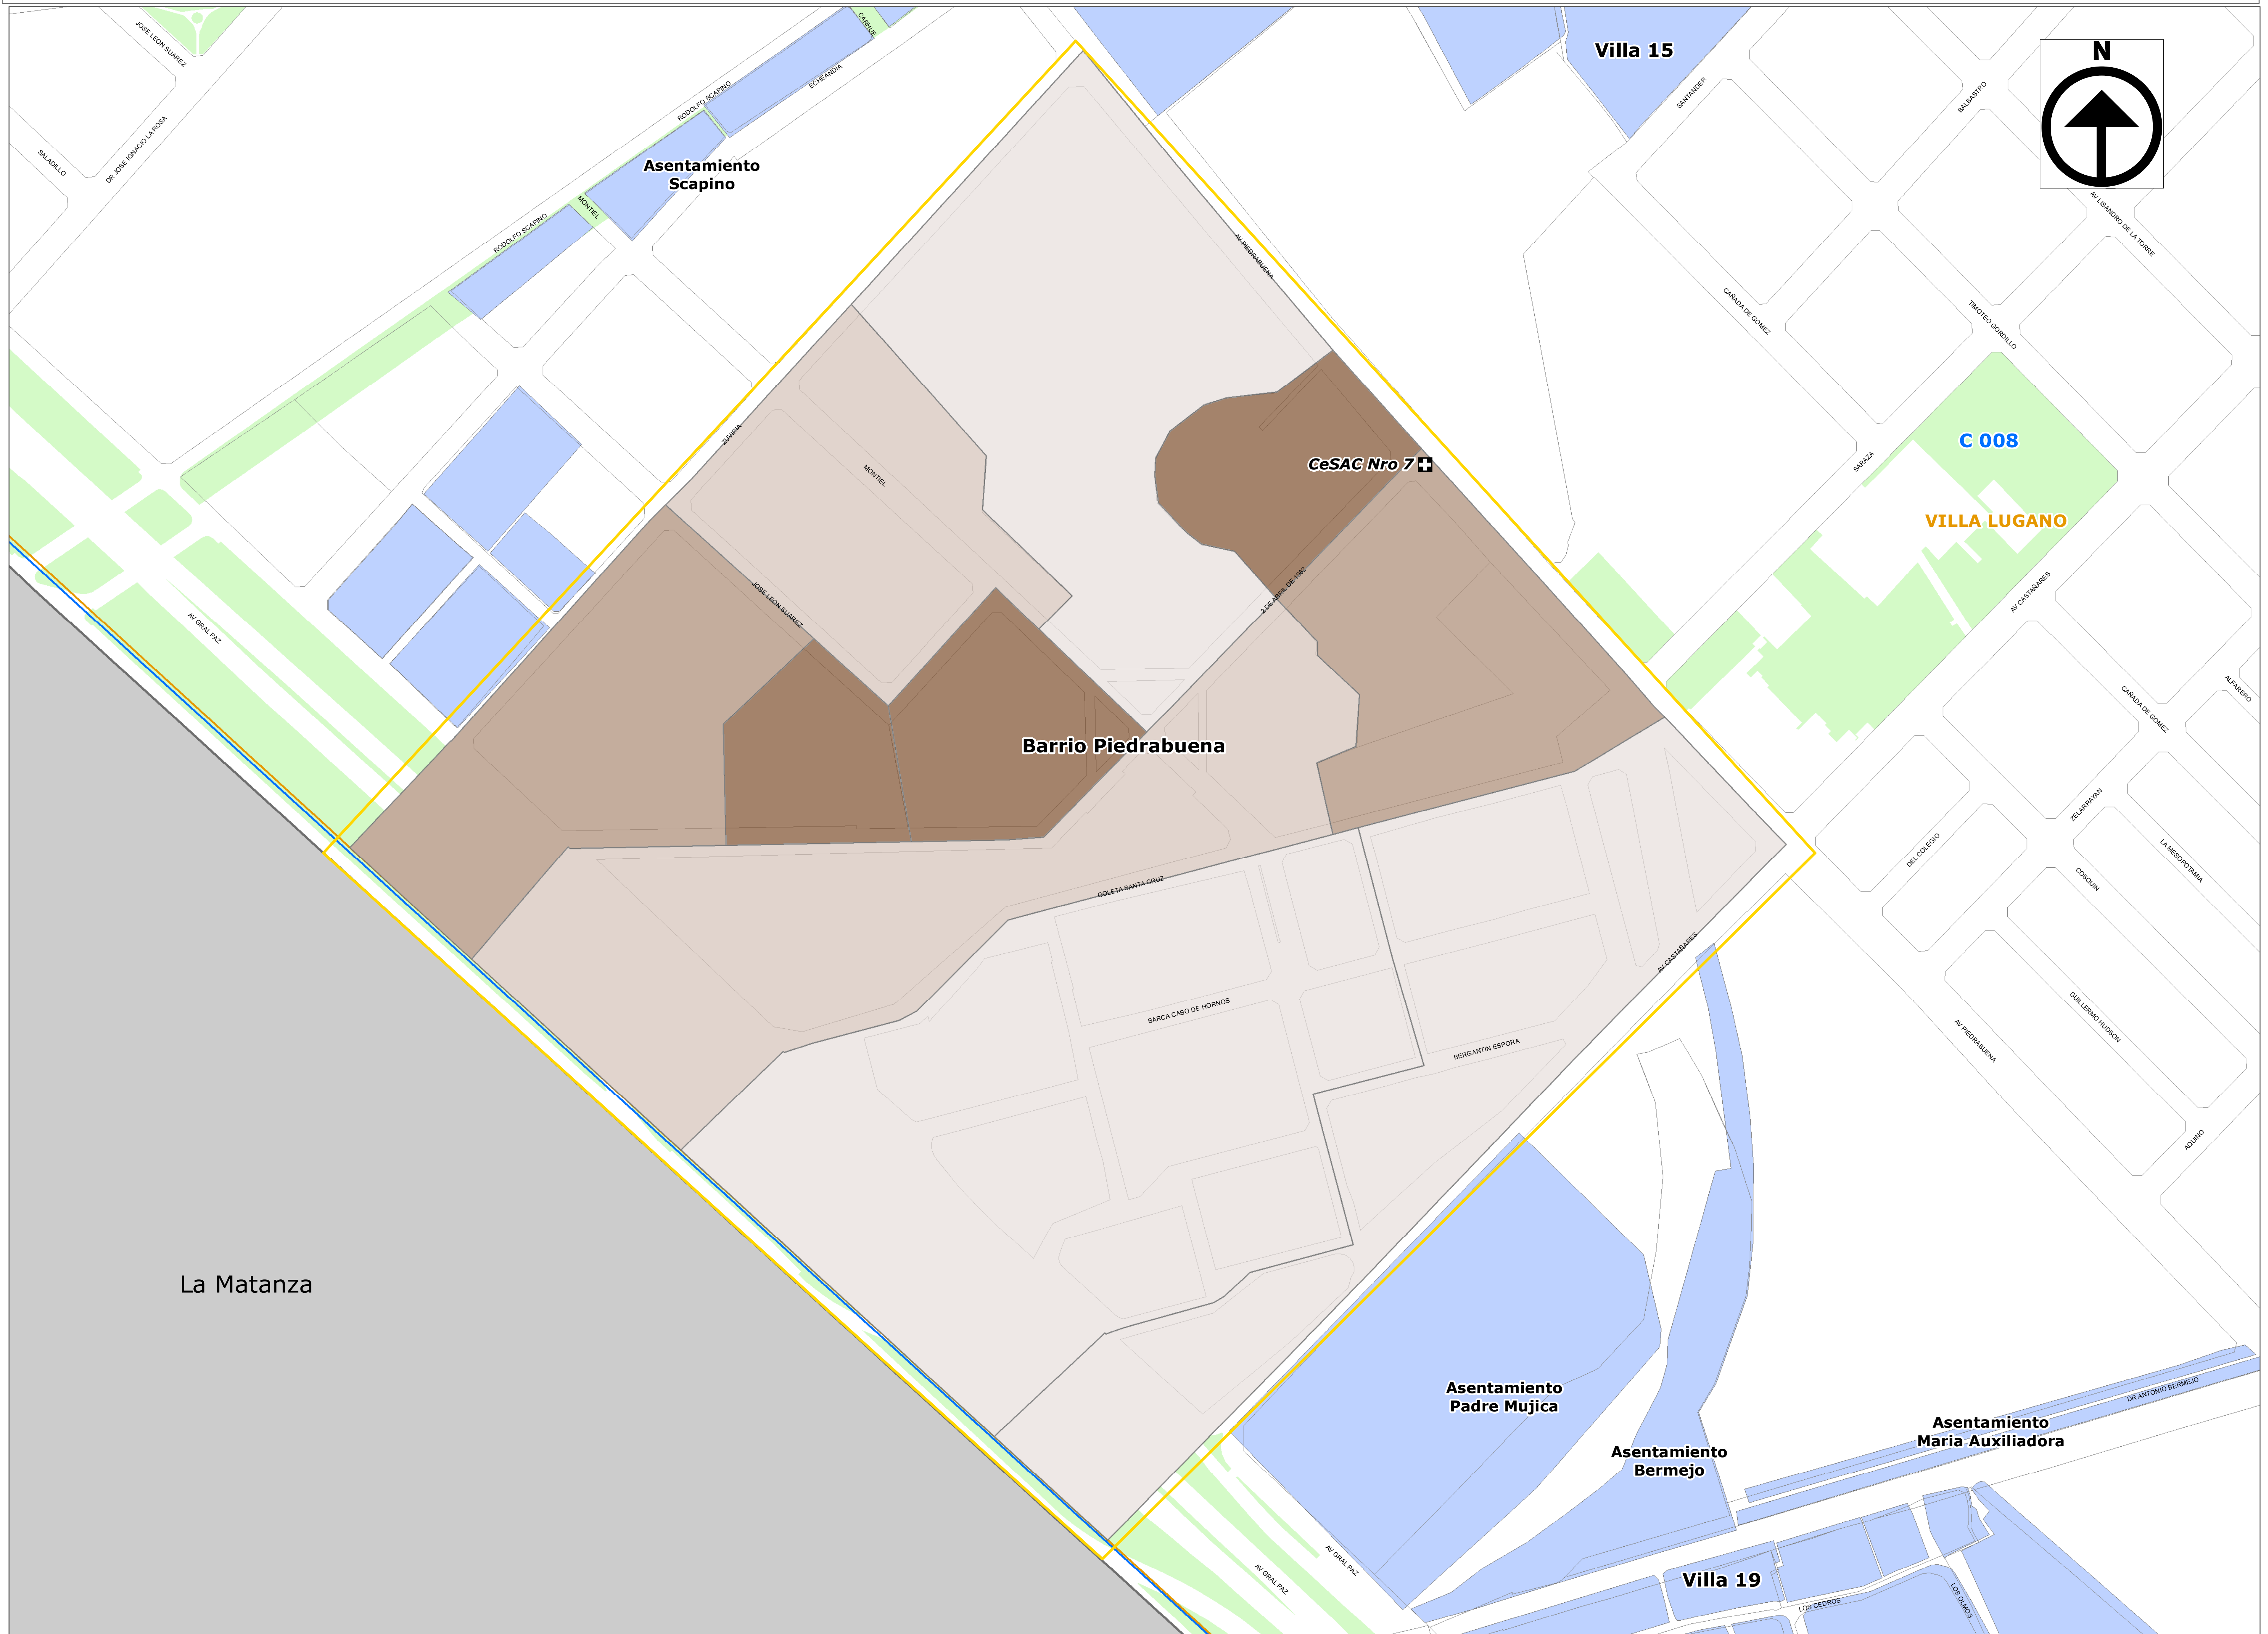 JOSE LEON SUAREZ
CARHUE
Villa 15
N
RODOLFO SCAPINO
ECHEANDIA
SANTANDER
BALBASTRO
SALADILLO
DR JOSE IGNACIO LA ROSA
Asentamiento
Scapino
MONTIEL
RODOLFO SCAPINO
AV LISANDRO DE LA TORRE
AV PIEDRABUENA
CAÑADA DE GOMEZ
TIMOTEO GORDILLO
ZUVIRIA
C 008
CeSAC Nro 7
SARAZA
MONTIEL
VILLA LUGANO
JOSE LEON SUAREZ
2 DE ABRIL DE 1982
AV CASTAÑARES
AV GRAL PAZ
ALFARERO
CAÑADA DE GOMEZ
Barrio Piedrabuena
ZELARRAYAN
DEL COLEGIO
LA MESOPOTAMIA
COSQUIN
GOLETA SANTA CRUZ
AV CASTAÑARES
BARCA CABO DE HORNOS
GUILLERMO HUDSON
AV PIEDRABUENA
BERGANTIN ESPORA
AQUINO
La Matanza
Asentamiento
Padre Mujica
DR ANTONIO BERMEJO
Asentamiento
Maria Auxiliadora
Asentamiento
Bermejo
AV GRAL PAZ
AV GRAL PAZ
Villa 19
LOS CEDROS
LOS OLMOS